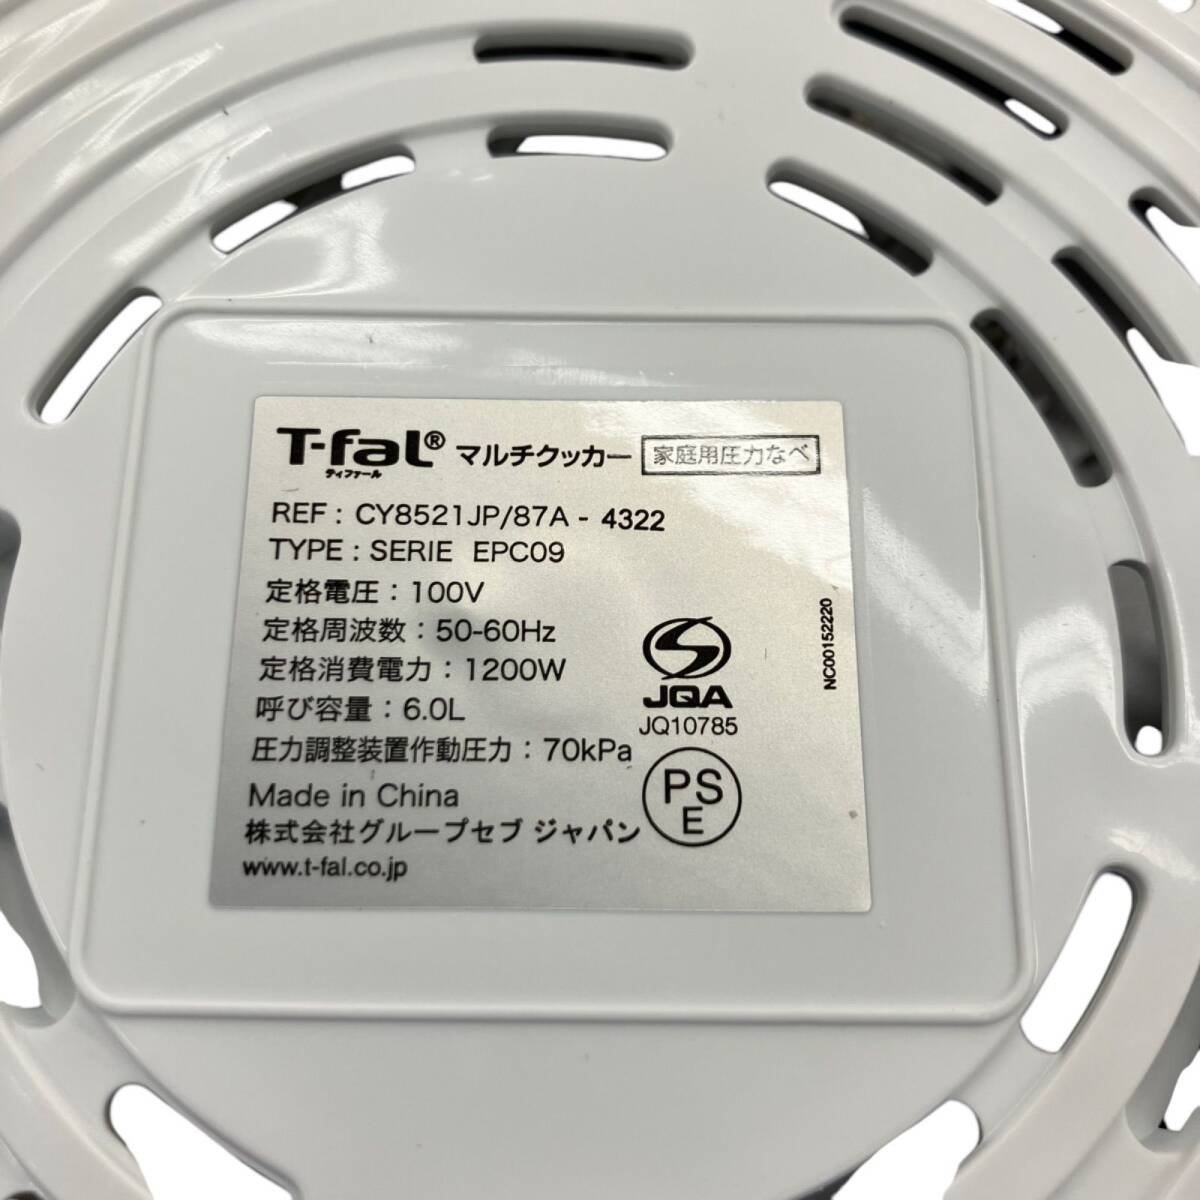 T-fal® マルチクッカー 家庭用圧力なべ
ティファール
REF : CY8521JP/87A - 4322
TYPE : SERIE EPC09
定格電圧 : 100V
定格周波数 : 50-60Hz
定格消費電力 : 1200W
呼び容量 : 6.0L
圧力調整装置作動圧力 : 70kPa
Made in China
株式会社グループセブ ジャパン
www.t-fal.co.jp
JQA
JQ10785
PS
E
NC00152220